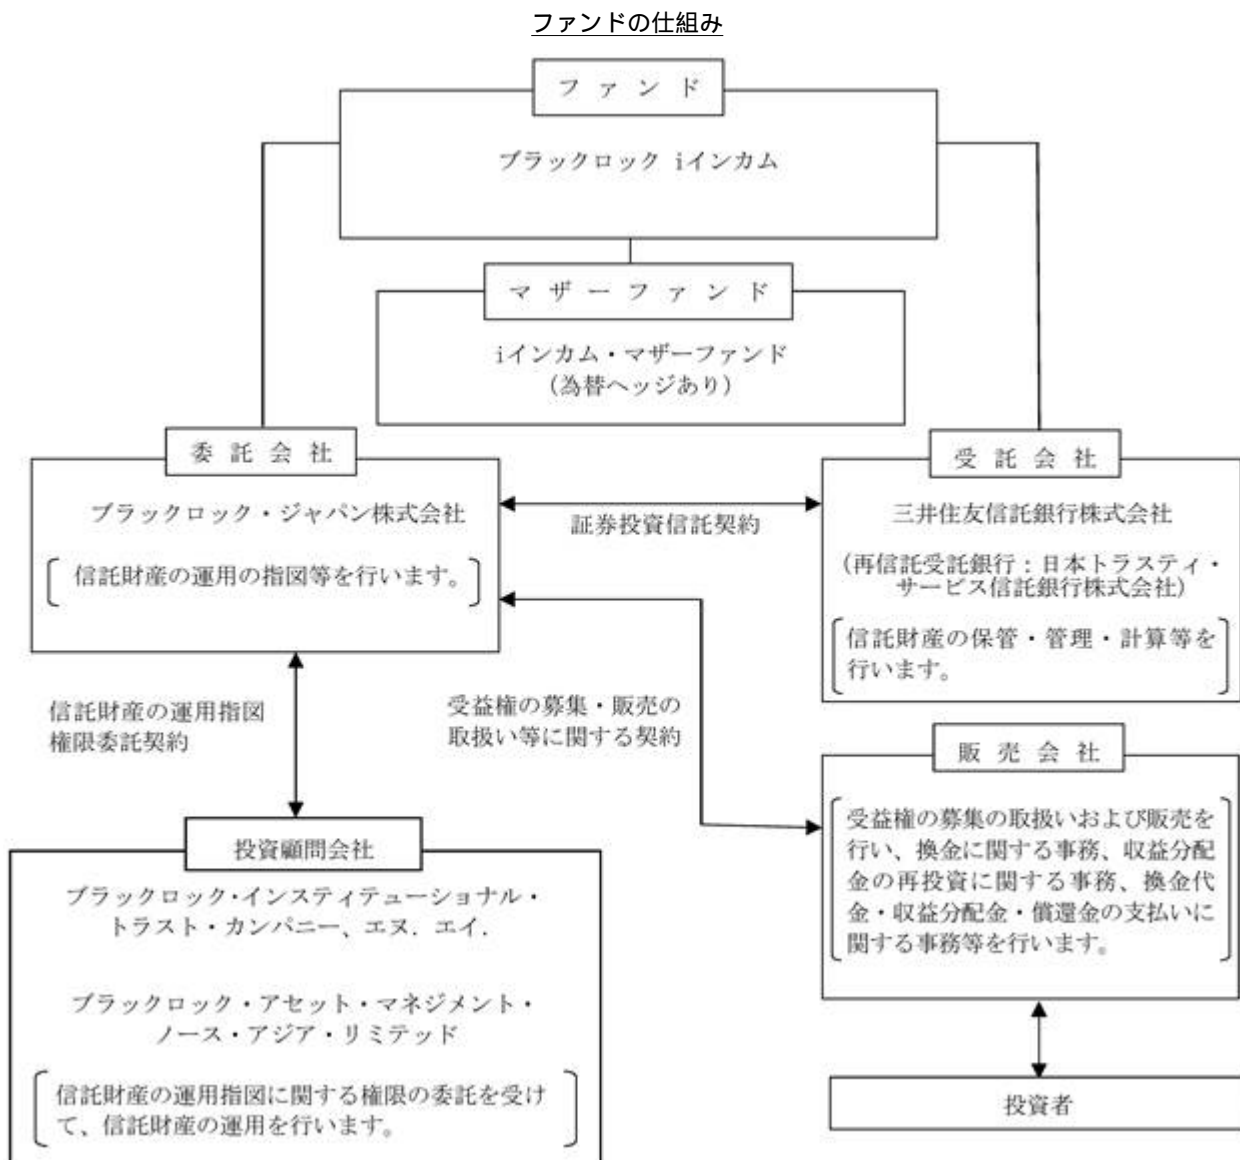 ファンドの仕組み
ファンド
ブラックロック iインカム
マザーファンド
iインカム・マザーファンド
(為替ヘッジあり)
委託会社
ブラックロック・ジャパン株式会社
信託財産の運用の指図等を行います。
証券投資信託契約
受託会社
三井住友信託銀行株式会社
(再信託受託銀行:日本トラスティ・
サービス信託銀行株式会社)
信託財産の保管・管理・計算等を
行います。
信託財産の運用指図
権限委託契約
受益権の募集・販売の
取扱い等に関する契約
販売会社
受益権の募集の取扱いおよび販売を
行い、換金に関する事務、収益分配
金の再投資に関する事務、換金代
金・収益分配金・償還金の支払いに
関する事務等を行います。
投資顧問会社
ブラックロック・インスティテューショナル・
トラスト・カンパニー、エヌ.エイ.
ブラックロック・アセット・マネジメント・
ノース・アジア・リミテッド
信託財産の運用指図に関する権限の委託を受け
て、信託財産の運用を行います。
投資者